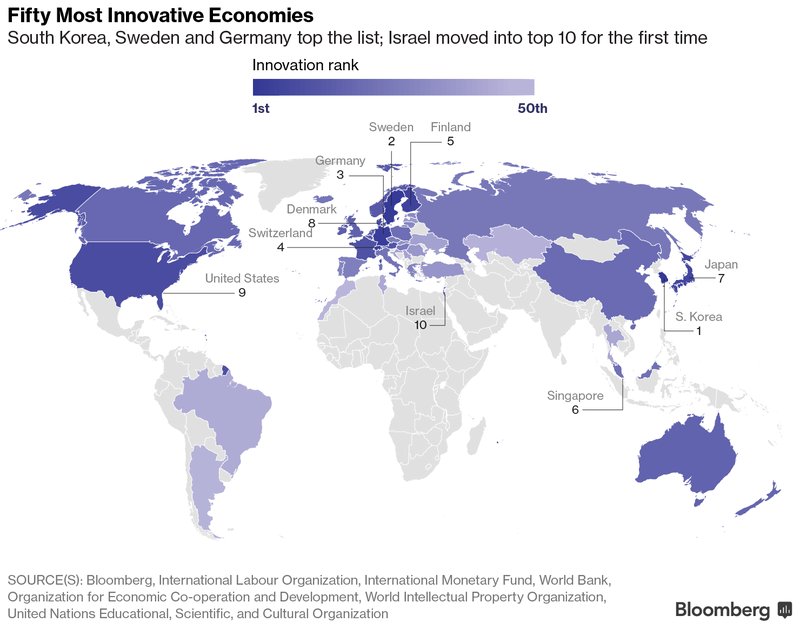 Fifty Most Innovative Economies
South Korea, Sweden and Germany top the list; Israel moved into top 10 for the first time
Innovation rank
1st
50th
Sweden
2
Finland
5
Germany
3
Denmark
8
Switzerland
4
United States
9
Japan
7
Israel
10
S. Korea
1
Singapore
6
SOURCE(S): Bloomberg, International Labour Organization, International Monetary Fund, World Bank,
Organization for Economic Co-operation and Development, World Intellectual Property Organization,
United Nations Educational, Scientific, and Cultural Organization
Bloomberg